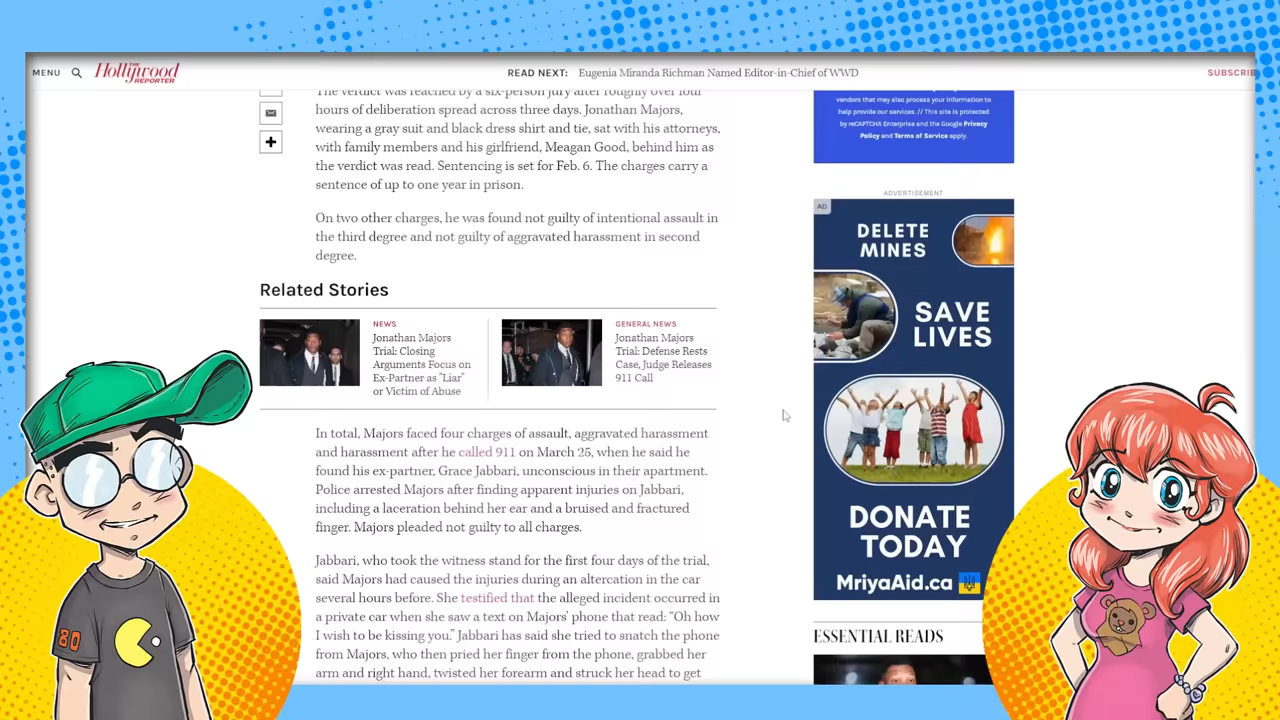 MENU
THE
Hollywood
REPORTER
READ NEXT: Eugenia Miranda Richman Named Editor-in-Chief of WWD
SUBSCRIBE
The verdict was reached by a six-person jury after roughly over four
hours of deliberation spread across three days. Jonathan Majors,
wearing a gray suit and black dress shirt and tie, sat with his attorneys,
with family members and his girlfriend, Meagan Good, behind him as
the verdict was read. Sentencing is set for Feb. 6. The charges carry a
sentence of up to one year in prison.
On two other charges, he was found not guilty of intentional assault in
the third degree and not guilty of aggravated harassment in second
degree.
Related Stories
NEWS
Jonathan Majors
Trial: Closing
Arguments Focus on
Ex-Partner as "Liar"
or Victim of Abuse
GENERAL NEWS
Jonathan Majors
Trial: Defense Rests
Case, Judge Releases
911 Call
In total, Majors faced four charges of assault, aggravated harassment
and harassment after he called 911 on March 25, when he said he
found his ex-partner, Grace Jabbari, unconscious in their apartment.
Police arrested Majors after finding apparent injuries on Jabbari,
including a laceration behind her ear and a bruised and fractured
finger. Majors pleaded not guilty to all charges.
Jabbari, who took the witness stand for the first four days of the trial,
said Majors had caused the injuries during an altercation in the car
several hours before. She testified that the alleged incident occurred in
a private car when she saw a text on Majors' phone that read: "Oh how
I wish to be kissing you." Jabbari has said she tried to snatch the phone
from Majors, who then pried her finger from the phone, grabbed her
arm and right hand, twisted her forearm and struck her head to get
vendors that may also process your information to
help provide our services. // This site is protected
by reCAPTCHA Enterprise and the Google Privacy
Policy and Terms of Service apply.
ADVERTISEMENT
AD
DELETE
MINES
SAVE
LIVES
DONATE
TODAY
MriyaAid.ca
ESSENTIAL READS
80